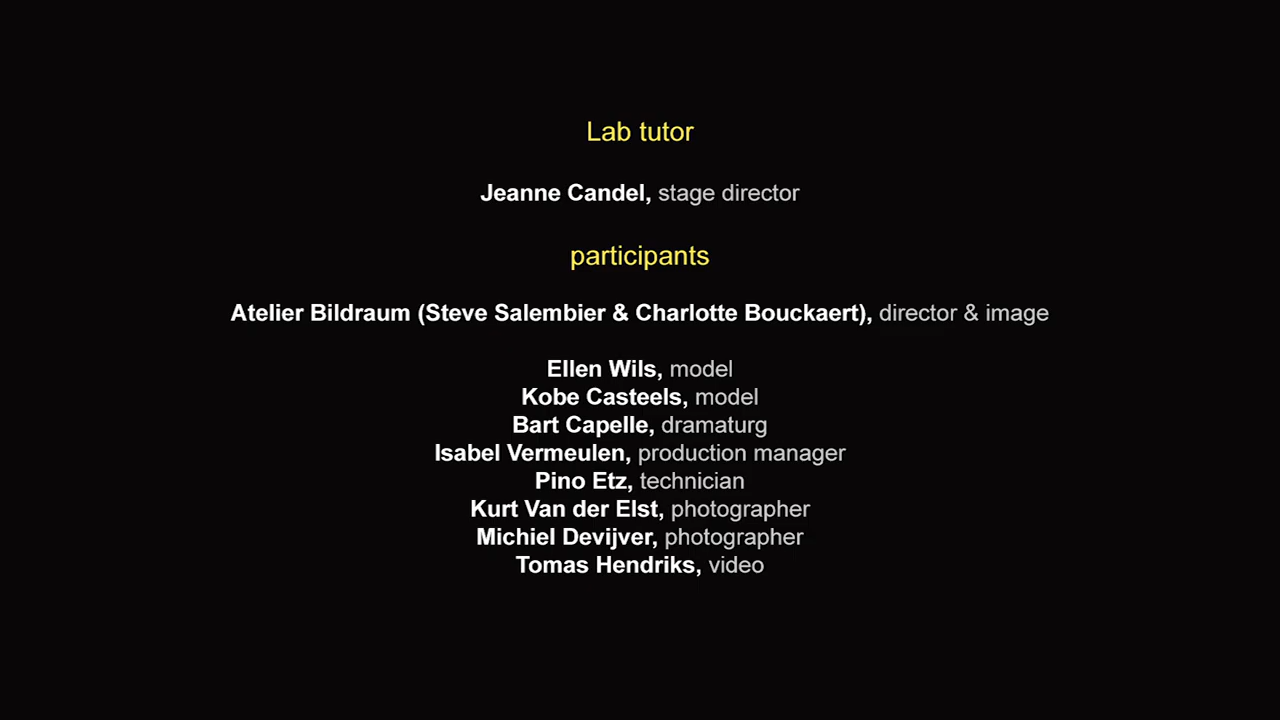 Lab tutor
Jeanne Candel, stage director
participants
Atelier Bildraum (Steve Salembier & Charlotte Bouckaert), director & image
Ellen Wils, model
Kobe Casteels, model
Bart Capelle, dramaturg
Isabel Vermeulen, production manager
Pino Etz, technician
Kurt Van der Elst, photographer
Michiel Devijver, photographer
Tomas Hendriks, video